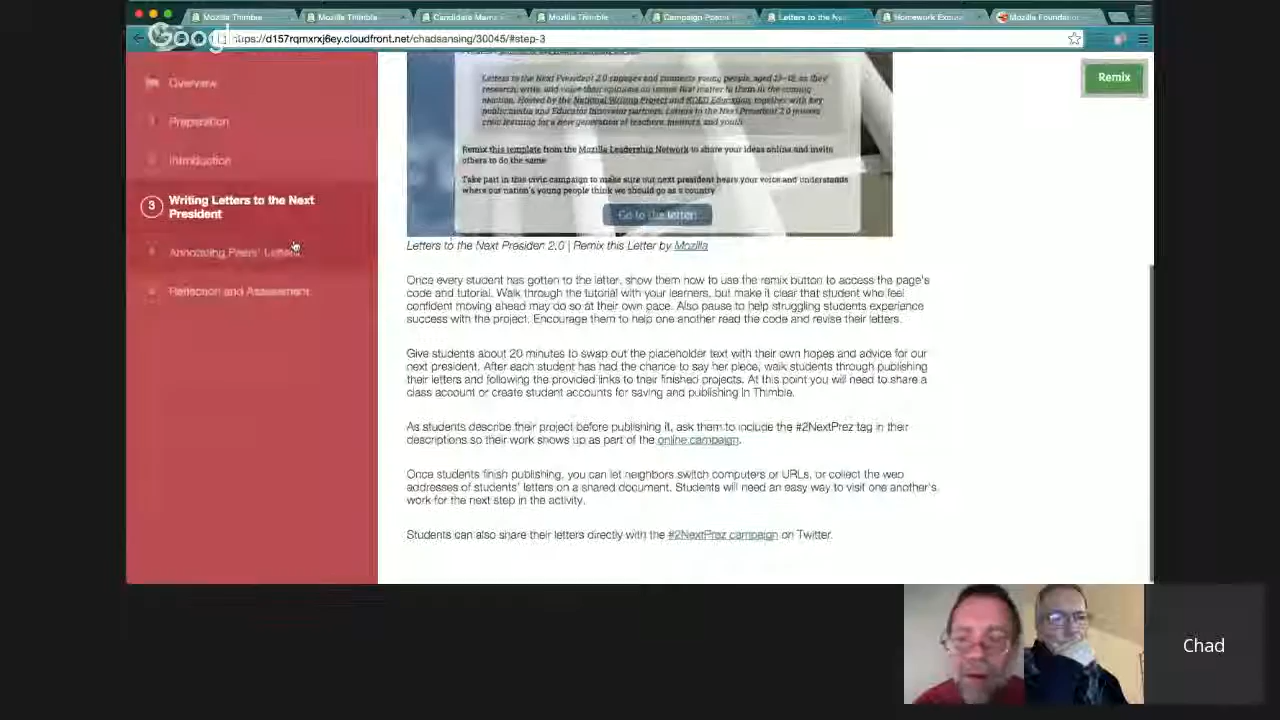 Mozilla Thimble
Mozilla Thimble
Candidate Mama
Mozilla Thimble
Campaign Poste
Letters to the Ne
Homework Excus
Mozilla Foundation
Goog
https://d157rqmxrxj6ey.cloudfront.net/chadsansing/30045/#step-3
Remix
Overview
Preparation
Introduction
3
Writing Letters to the Next
President
Annotating Peers' Letters
Reflection and Assessment
Letters to the Next President 2.0 engages and connects young people, aged 13–18, as they
research, write, and voice their opinions on issues that matter to them in the coming
election. Hosted by the National Writing Project and KQED Education, together with key
public media and Educator Innovator partners, Letters to the Next President 2.0 powers
civic learning for a new generation of teachers, mentors, and youth
Remix this template from the Mozilla Leadership Network to share your ideas online and invite
others to do the same
Take part in this civic campaign to make sure our next president hears your voice and understands
where our nation's young people think we should go as a country
Go to the letter!
Letters to the Next Presiden 2.0 | Remix this Letter by Mozilla
Once every student has gotten to the letter, show them how to use the remix button to access the page's
code and tutorial. Walk through the tutorial with your learners, but make it clear that student who feel
confident moving ahead may do so at their own pace. Also pause to help struggling students experience
success with the project. Encourage them to help one another read the code and revise their letters.
Give students about 20 minutes to swap out the placeholder text with their own hopes and advice for our
next president. After each student has had the chance to say her piece, walk students through publishing
their letters and following the provided links to their finished projects. At this point you will need to share a
class account or create student accounts for saving and publishing in Thimble.
As students describe their project before publishing it, ask them to include the #2NextPrez tag in their
descriptions so their work shows up as part of the online campaign.
Once students finish publishing, you can let neighbors switch computers or URLs, or collect the web
addresses of students' letters on a shared document. Students will need an easy way to visit one another's
work for the next step in the activity.
Students can also share their letters directly with the #2NextPrez campaign on Twitter.
Chad